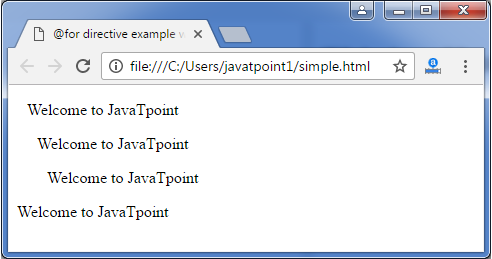 @for directive example w
file:///C:/Users/javatpoint1/simple.html
Welcome to JavaTpoint
Welcome to JavaTpoint
Welcome to JavaTpoint
Welcome to JavaTpoint